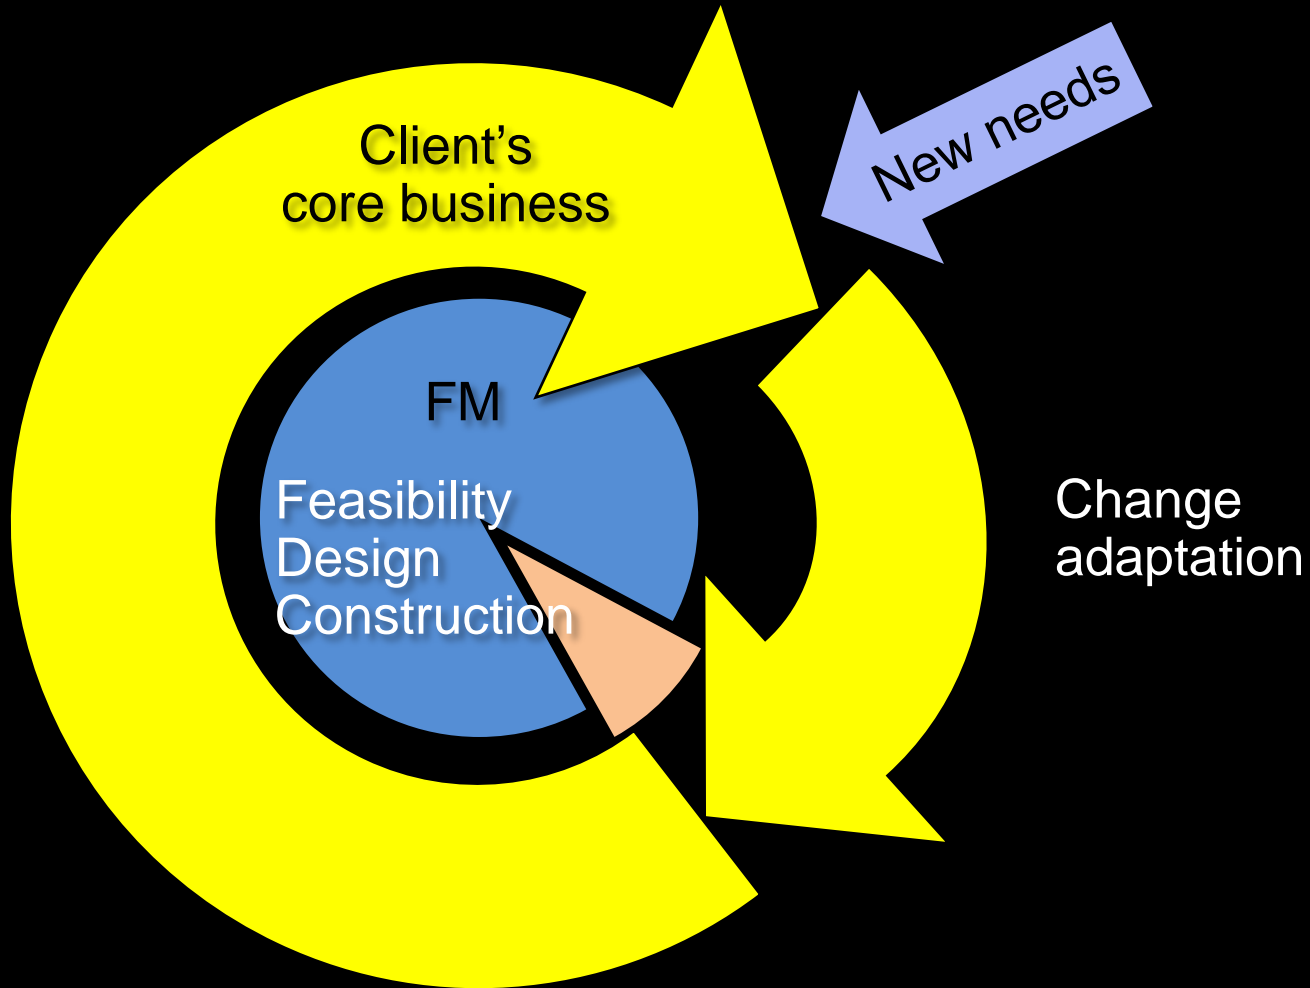 Client’s
core business
New needs
FM
Feasibility
Design
Construction
Change
adaptation